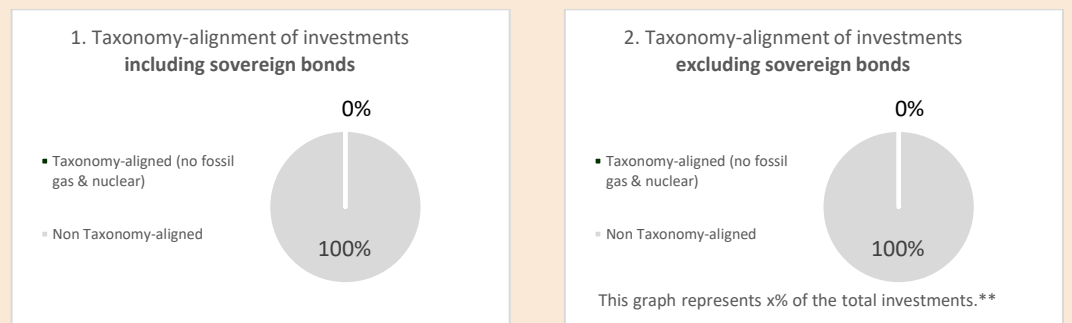 1. Taxonomy-alignment of investments
including sovereign bonds
0%
Taxonomy-aligned (no fossil
gas & nuclear)
Non Taxonomy-aligned
100%
2. Taxonomy-alignment of investments
excluding sovereign bonds
0%
Taxonomy-aligned (no fossil
gas & nuclear)
Non Taxonomy-aligned
100%
This graph represents x% of the total investments.**